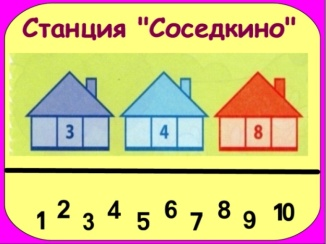 Станция "Соседкино"
3 4 8
1 2 3 4 5 6 7 8 9 10